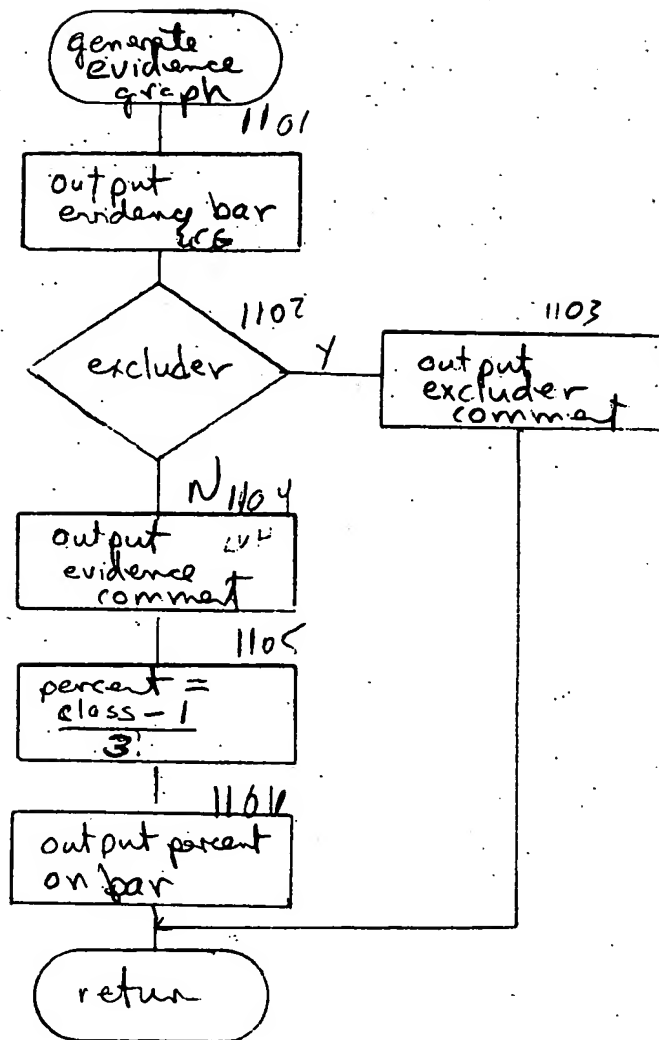 generate
evidence
graph
1101
output
evidence bar
1102
excluder
Y
1103
output
excluder
comment
N
1104
output LVH
evidence
comment
1105
percent =
class - 1
3
1106
output percent
on bar
return